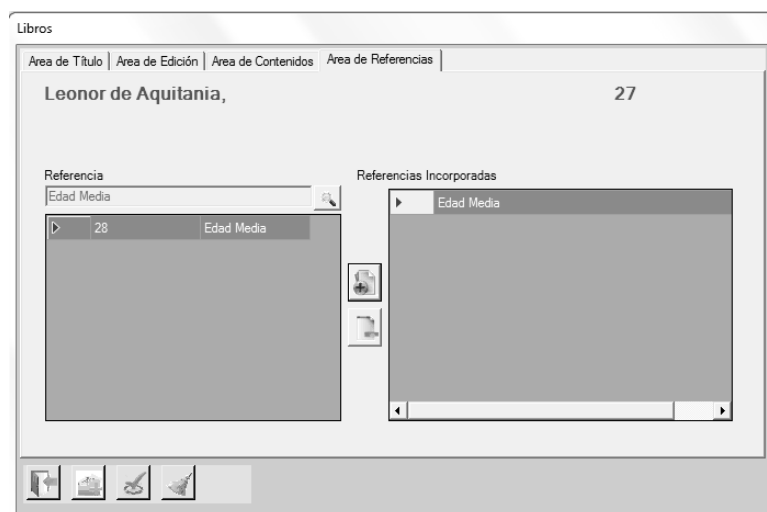 Libros
Area de Título Area de Edición Area de Contenidos Area de Referencias
Leonor de Aquitania, 27
Referencia Referencias Incorporadas
Edad Media
Edad Media
28 Edad Media